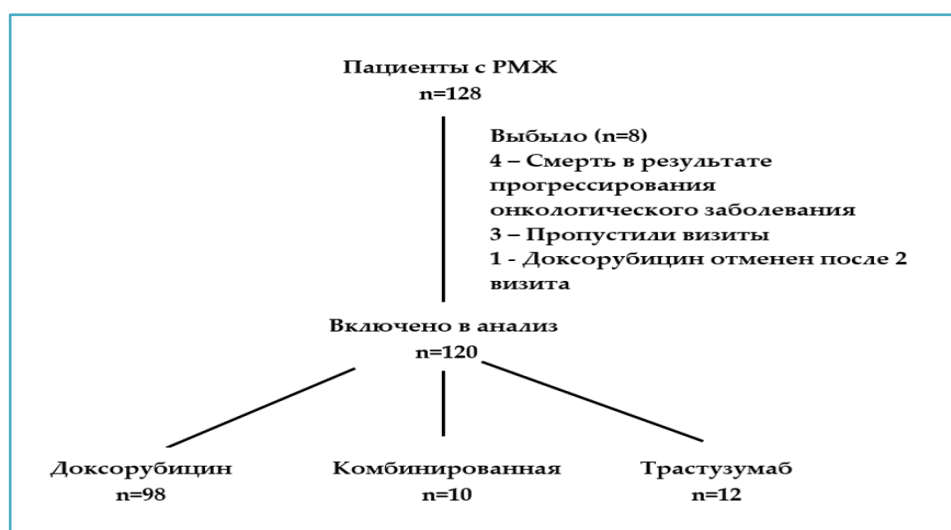 Пациенты с РМЖ
n=128
Выбыло (n=8)
4 – Смерть в результате
прогрессирования
онкологического заболевания
3 – Пропустили визиты
1 - Доксорубицин отменен после 2
визита
Включено в анализ
n=120
Доксорубицин
n=98
Комбинированная
n=10
Трастузумаб
n=12